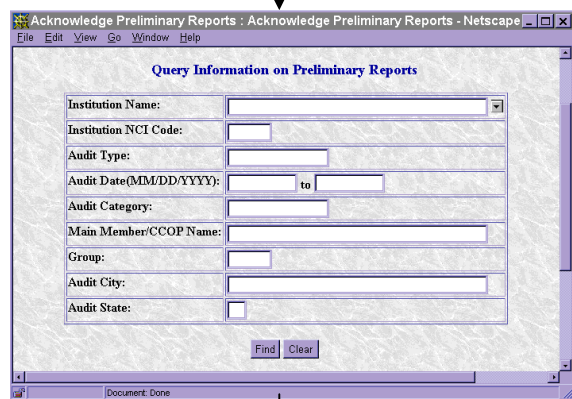 Acknowledge Preliminary Reports : Acknowledge Preliminary Reports - Netscape
File Edit View Go Window Help
Query Information on Preliminary Reports
Institution Name:
Institution NCI Code:
Audit Type:
Audit Date(MM/DD/YYYY): to
Audit Category:
Main Member/CCOP Name:
Group:
Audit City:
Audit State:
Find Clear
Document: Done